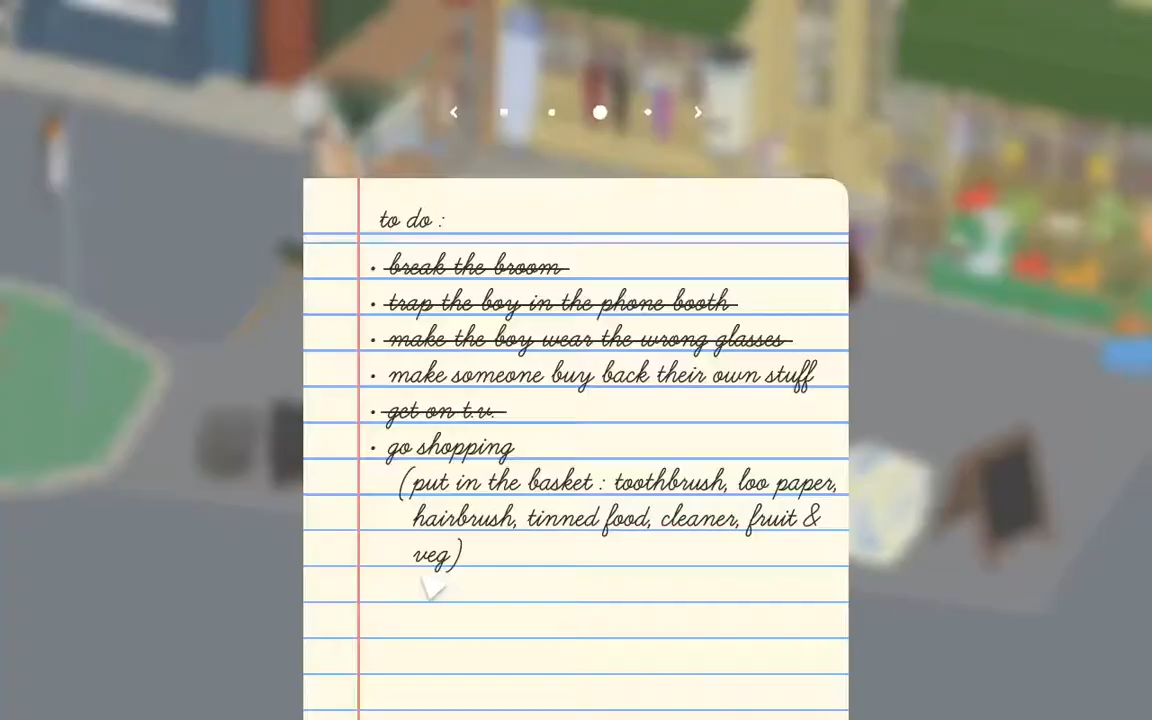 to do :
• break the broom
• trap the boy in the phone booth
• make the boy wear the wrong glasses
• make someone buy back their own stuff
• get on t.v.
• go shopping
(put in the basket : toothbrush, loo paper,
hairbrush, tinned food, cleaner, fruit &
veg)